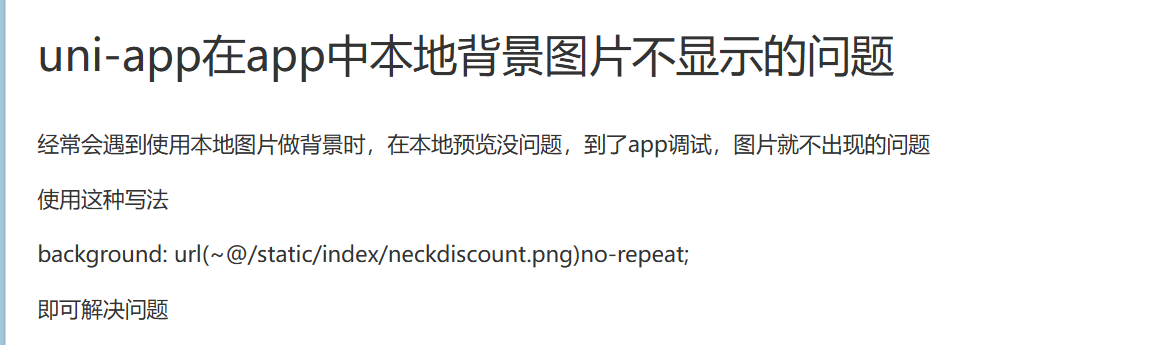 uni-app在app中本地背景图片不显示的问题
经常会遇到使用本地图片做背景时，在本地预览没问题，到了app调试，图片就不出现的问题
使用这种写法
background: url(~@/static/index/neckdiscount.png)no-repeat;
即可解决问题